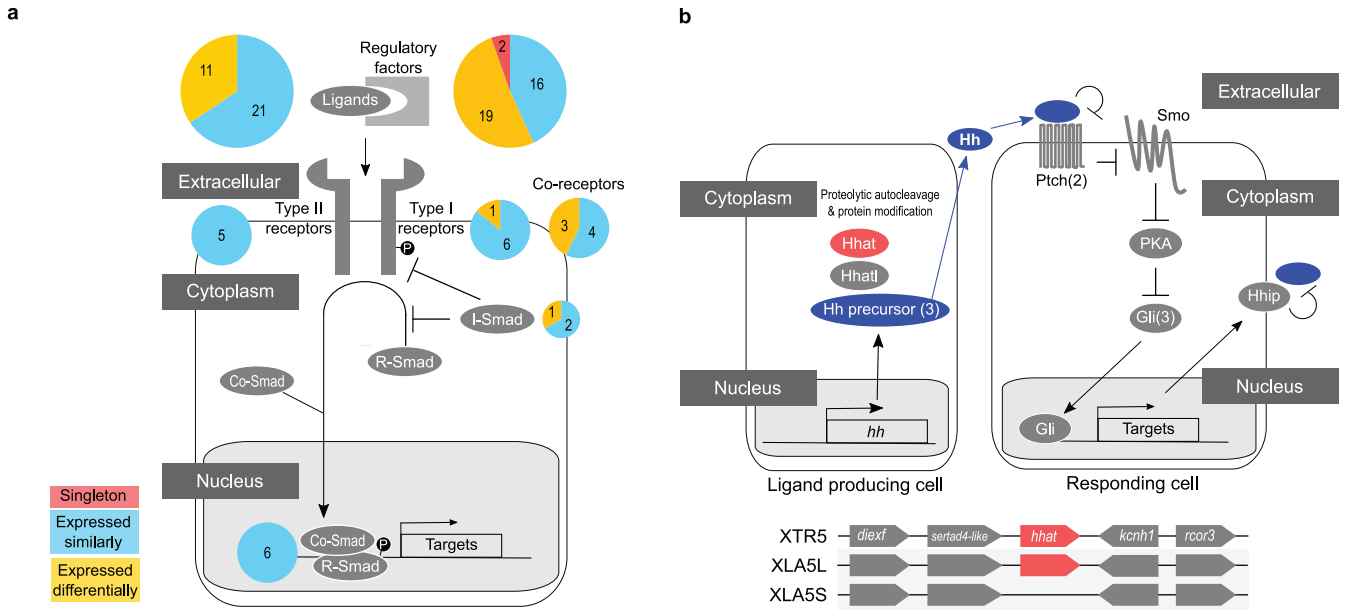 a
11
21
Regulatory
factors
Ligands
2
16
19
Extracellular
Co-receptors
Type II
receptors
Type I
receptors
5
1
6
3
4
P
Cytoplasm
I-Smad
1
2
R-Smad
Co-Smad
Nucleus
6
Co-Smad
P
R-Smad
Targets
Singleton
Expressed
similarly
Expressed
differentially
b
Extracellular
Smo
Hh
Ptch(2)
Cytoplasm
Proteolytic autocleavage
& protein modification
Hhat
Hhatl
Hh precursor (3)
Cytoplasm
PKA
Hhip
Gli(3)
Nucleus
hh
Nucleus
Gli
Targets
Ligand producing cell
Responding cell
XTR5
diexf
sertad4-like
hhat
kcnh1
rcor3
XLA5L
XLA5S